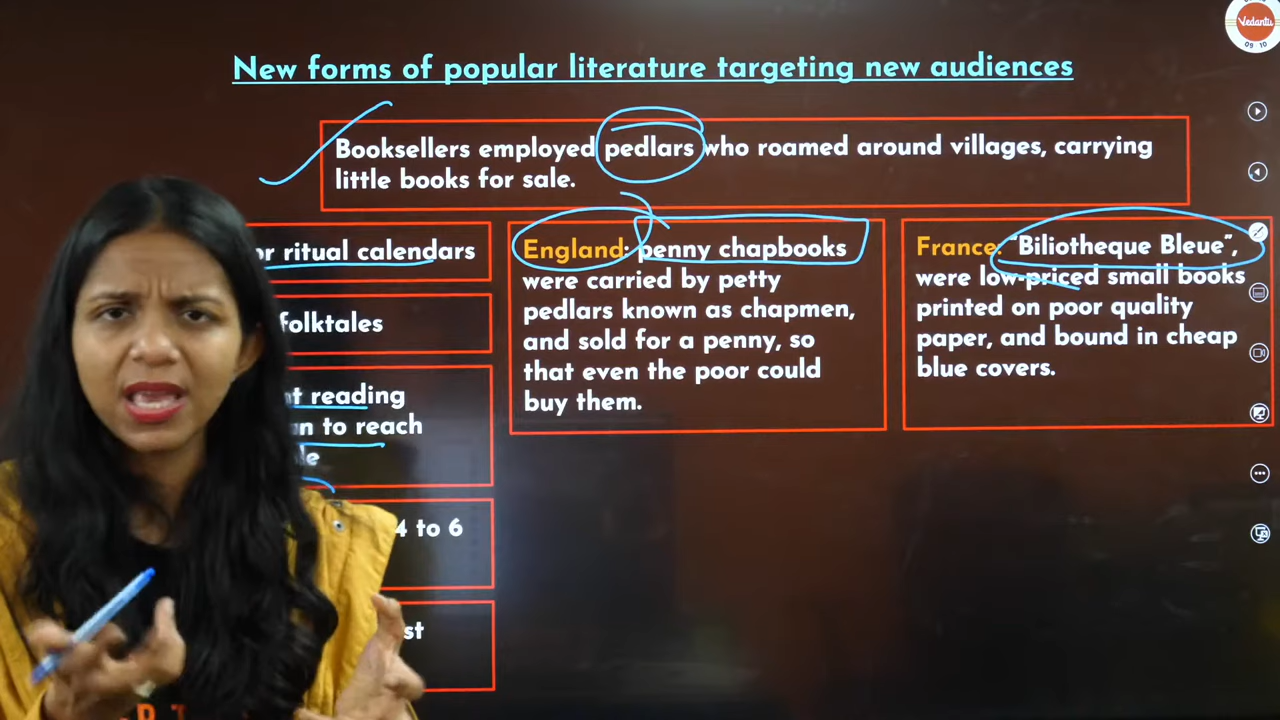 Vedantu
09 10
New forms of popular literature targeting new audiences
Booksellers employed pedlars who roamed around villages, carrying
little books for sale.
or ritual calendars
folktales
reading
to reach
4 to 6
England: penny chapbooks
were carried by petty
pedlars known as chapmen,
and sold for a penny, so
that even the poor could
buy them.
France: “Biliotheque Bleue”,
were low-priced small books
printed on poor quality
paper, and bound in cheap
blue covers.